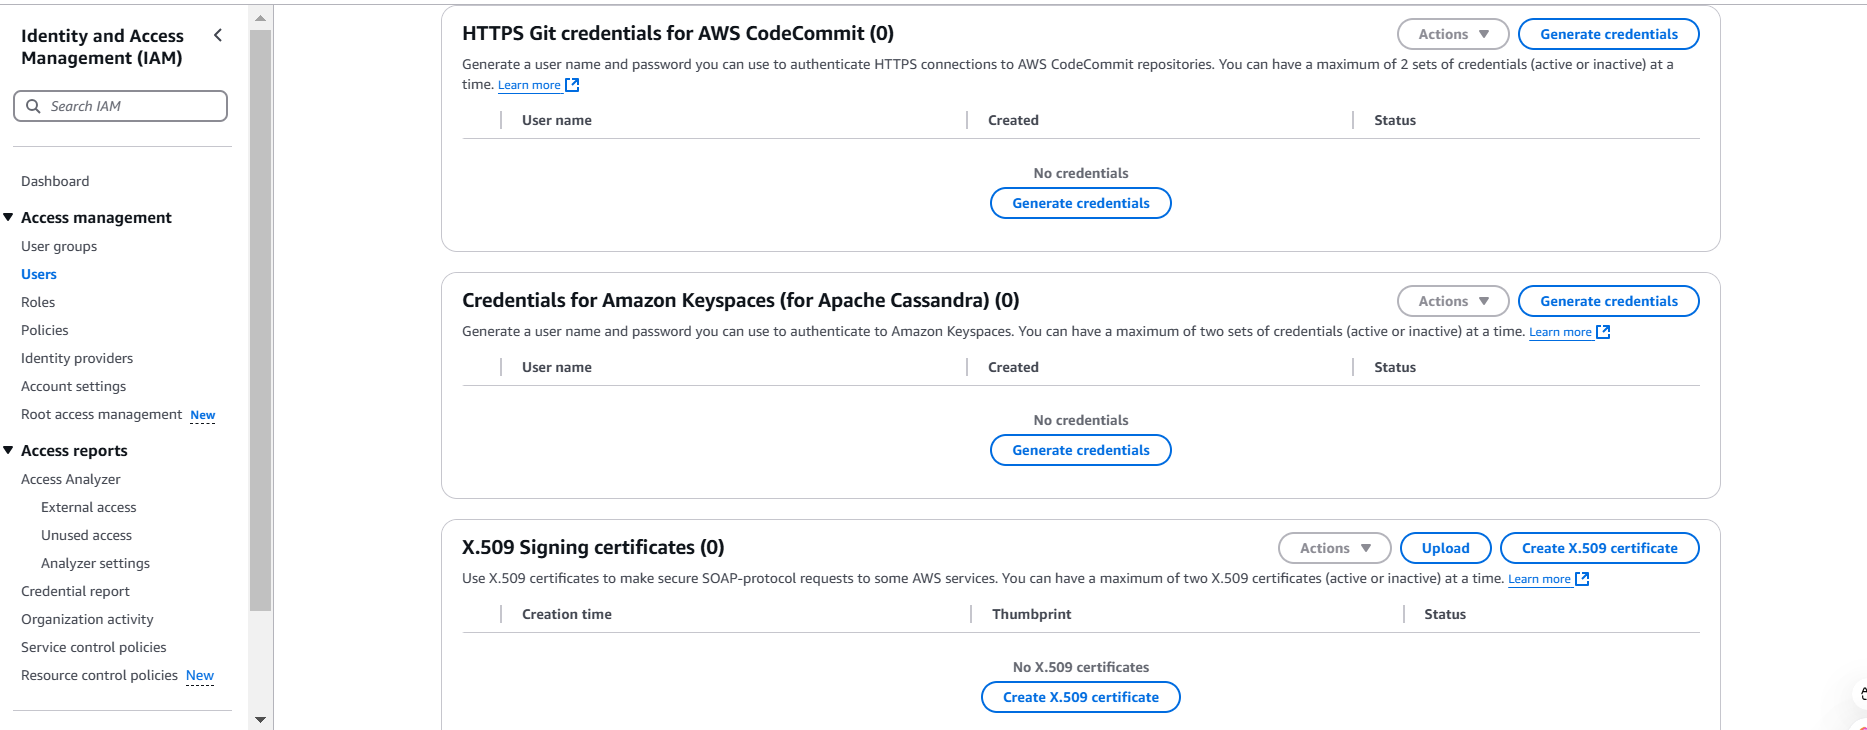 Identity and Access
Management (IAM)
Search IAM
Dashboard
Access management
User groups
Users
Roles
Policies
Identity providers
Account settings
Root access management New
Access reports
Access Analyzer
External access
Unused access
Analyzer settings
Credential report
Organization activity
Service control policies
Resource control policies New
HTTPS Git credentials for AWS CodeCommit (0)
Actions
Generate credentials
Generate a user name and password you can use to authenticate HTTPS connections to AWS CodeCommit repositories. You can have a maximum of 2 sets of credentials (active or inactive) at a
time. Learn more
User name Created Status
No credentials
Generate credentials
Credentials for Amazon Keyspaces (for Apache Cassandra) (0)
Actions
Generate credentials
Generate a user name and password you can use to authenticate to Amazon Keyspaces. You can have a maximum of two sets of credentials (active or inactive) at a time. Learn more
User name Created Status
No credentials
Generate credentials
X.509 Signing certificates (0)
Actions
Upload
Create X.509 certificate
Use X.509 certificates to make secure SOAP-protocol requests to some AWS services. You can have a maximum of two X.509 certificates (active or inactive) at a time. Learn more
Creation time Thumbprint Status
No X.509 certificates
Create X.509 certificate